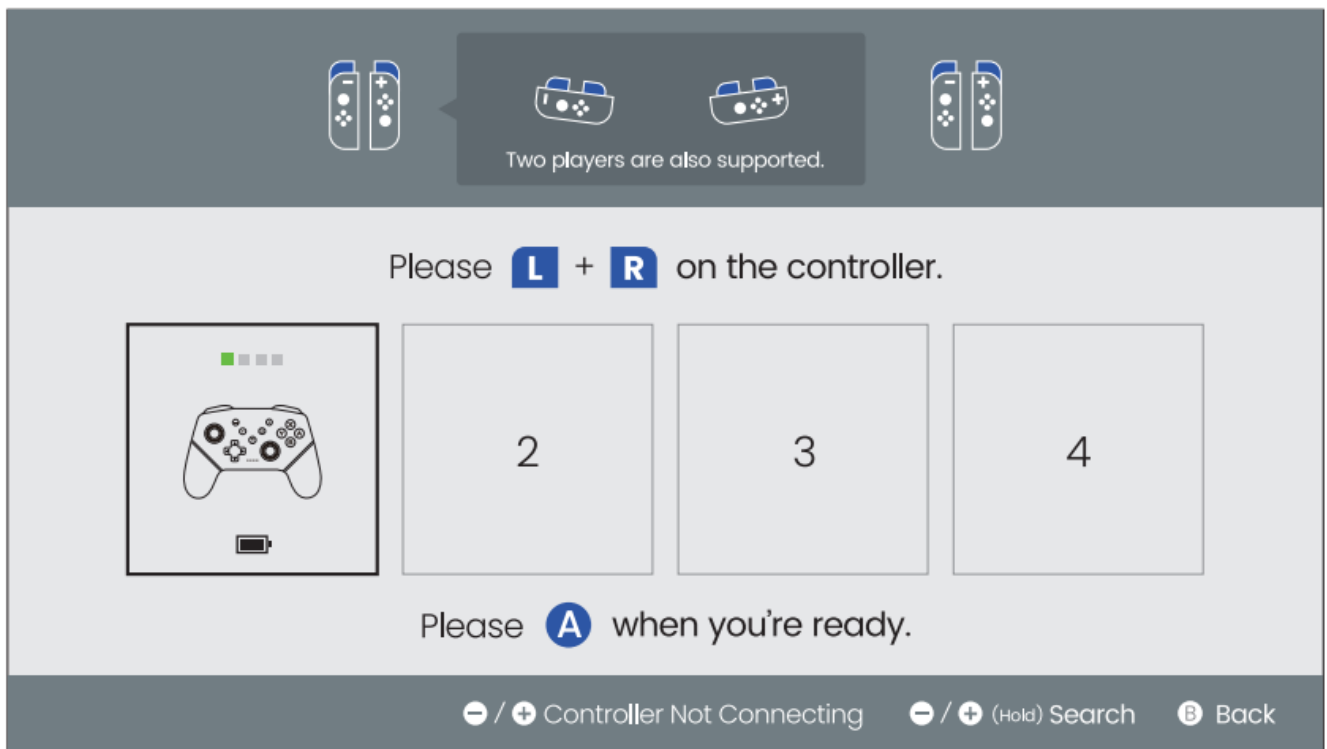 Two players are also supported.
Please L + R on the controller.
2
3
4
Please A when you're ready.
/ Controller Not Connecting / (Hold) Search B Back